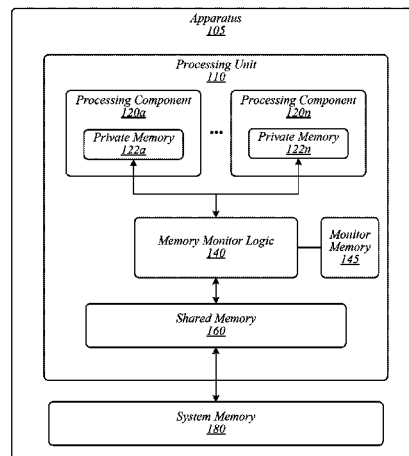 Apparatus
105
Processing Unit
110
Processing Component
120a
Private Memory
122a
...
Processing Component
120n
Private Memory
122n
Memory Monitor Logic
140
Monitor
Memory
145
Shared Memory
160
System Memory
180